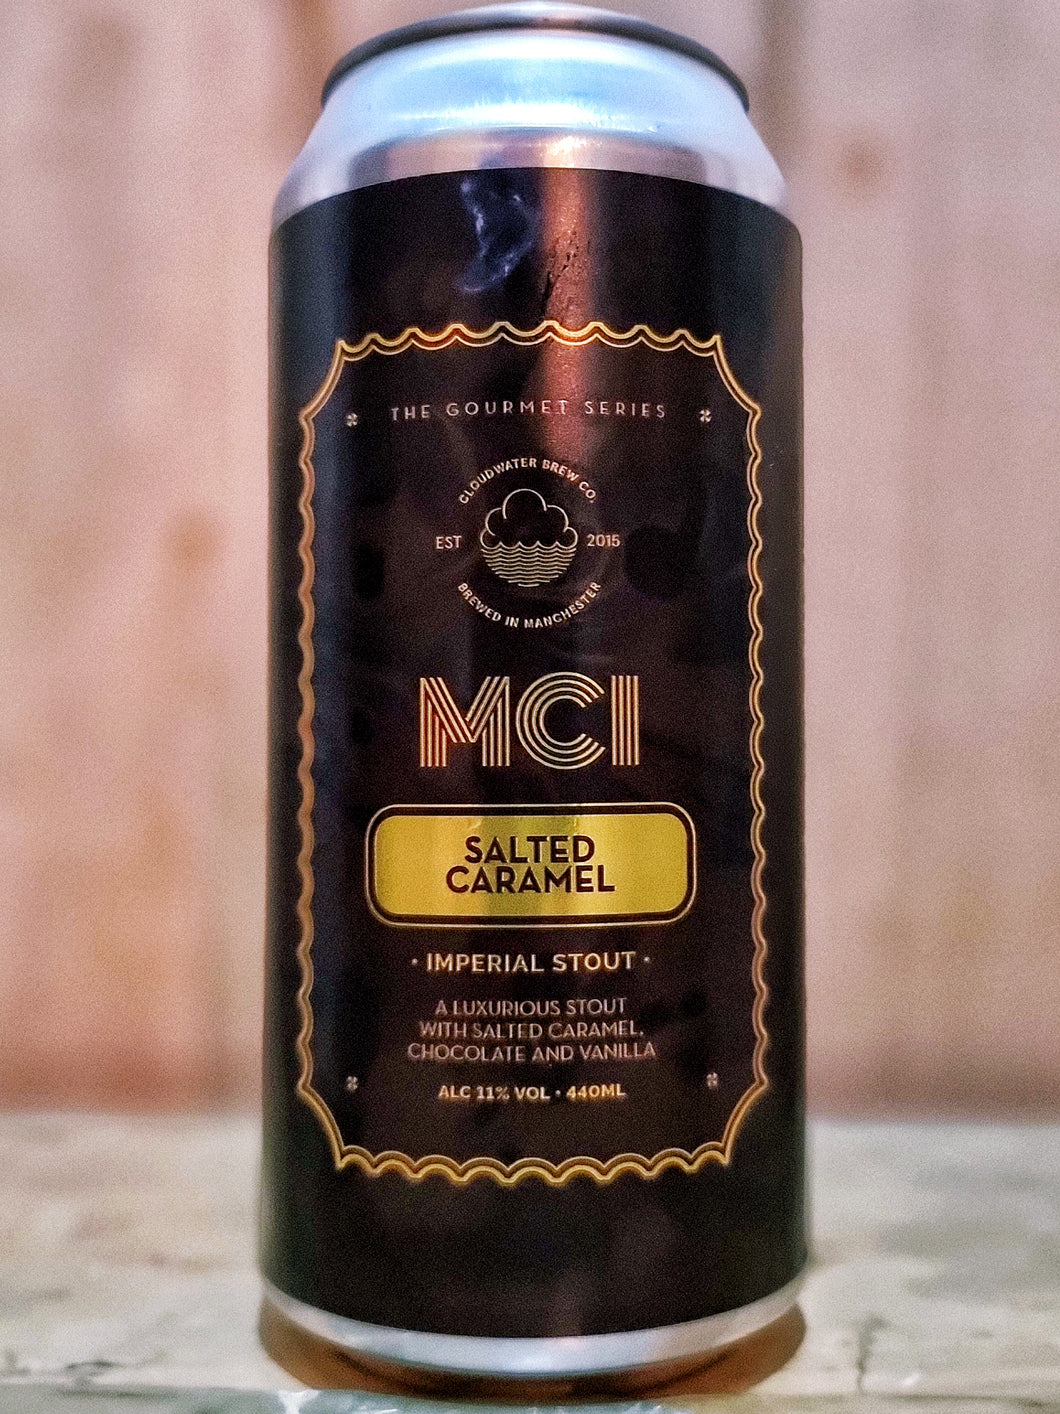 THE GOURMET SERIES
CLOUDWATER BREW CO.
EST 2015
BREWED IN MANCHESTER
MCI
SALTED
CARAMEL
· IMPERIAL STOUT ·
A LUXURIOUS STOUT
WITH SALTED CARAMEL,
CHOCOLATE AND VANILLA
ALC 11% VOL · 440ML